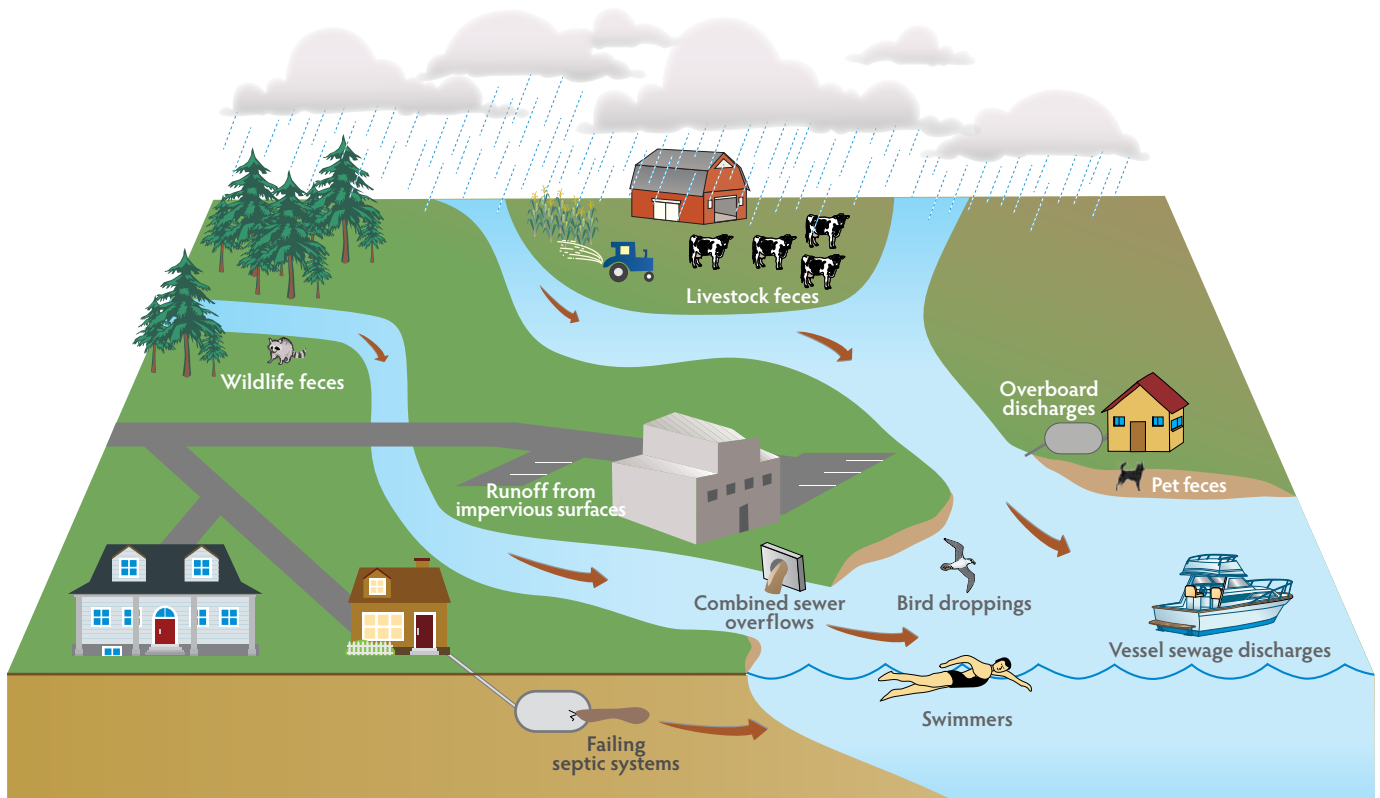 Livestock feces
Wildlife feces
Overboard
discharges
Pet feces
Runoff from
impervious surfaces
Combined sewer
overflows
Bird droppings
Vessel sewage discharges
Swimmers
Failing
septic systems